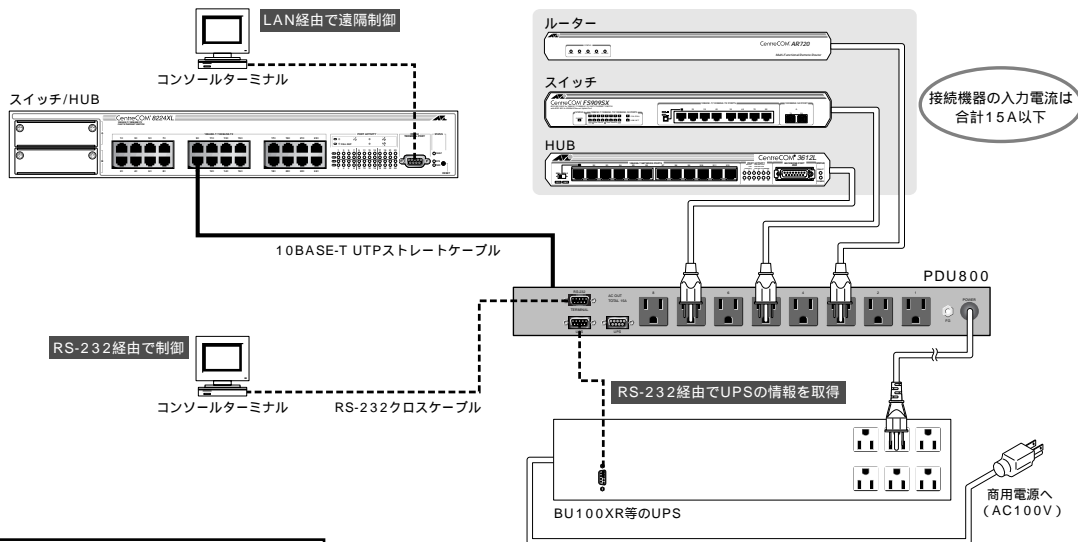 LAN経由で遠隔制御
コンソールターミナル
スイッチ/HUB
CentreCOM 8224XL
ルーター
CentreCOM AR720
スイッチ
CentreCOM FS909SX
HUB
CentreCOM 3612L
接続機器の入力電流は
合計15A以下
10BASE-T UTPストレートケーブル
PDU800
RS-232
TERMINAL
AC OUT
TOTAL 15A
UPS
POWER
FG
RS-232経由で制御
コンソールターミナル
RS-232クロスケーブル
RS-232経由でUPSの情報を取得
BU100XR等のUPS
商用電源へ
(AC100V)